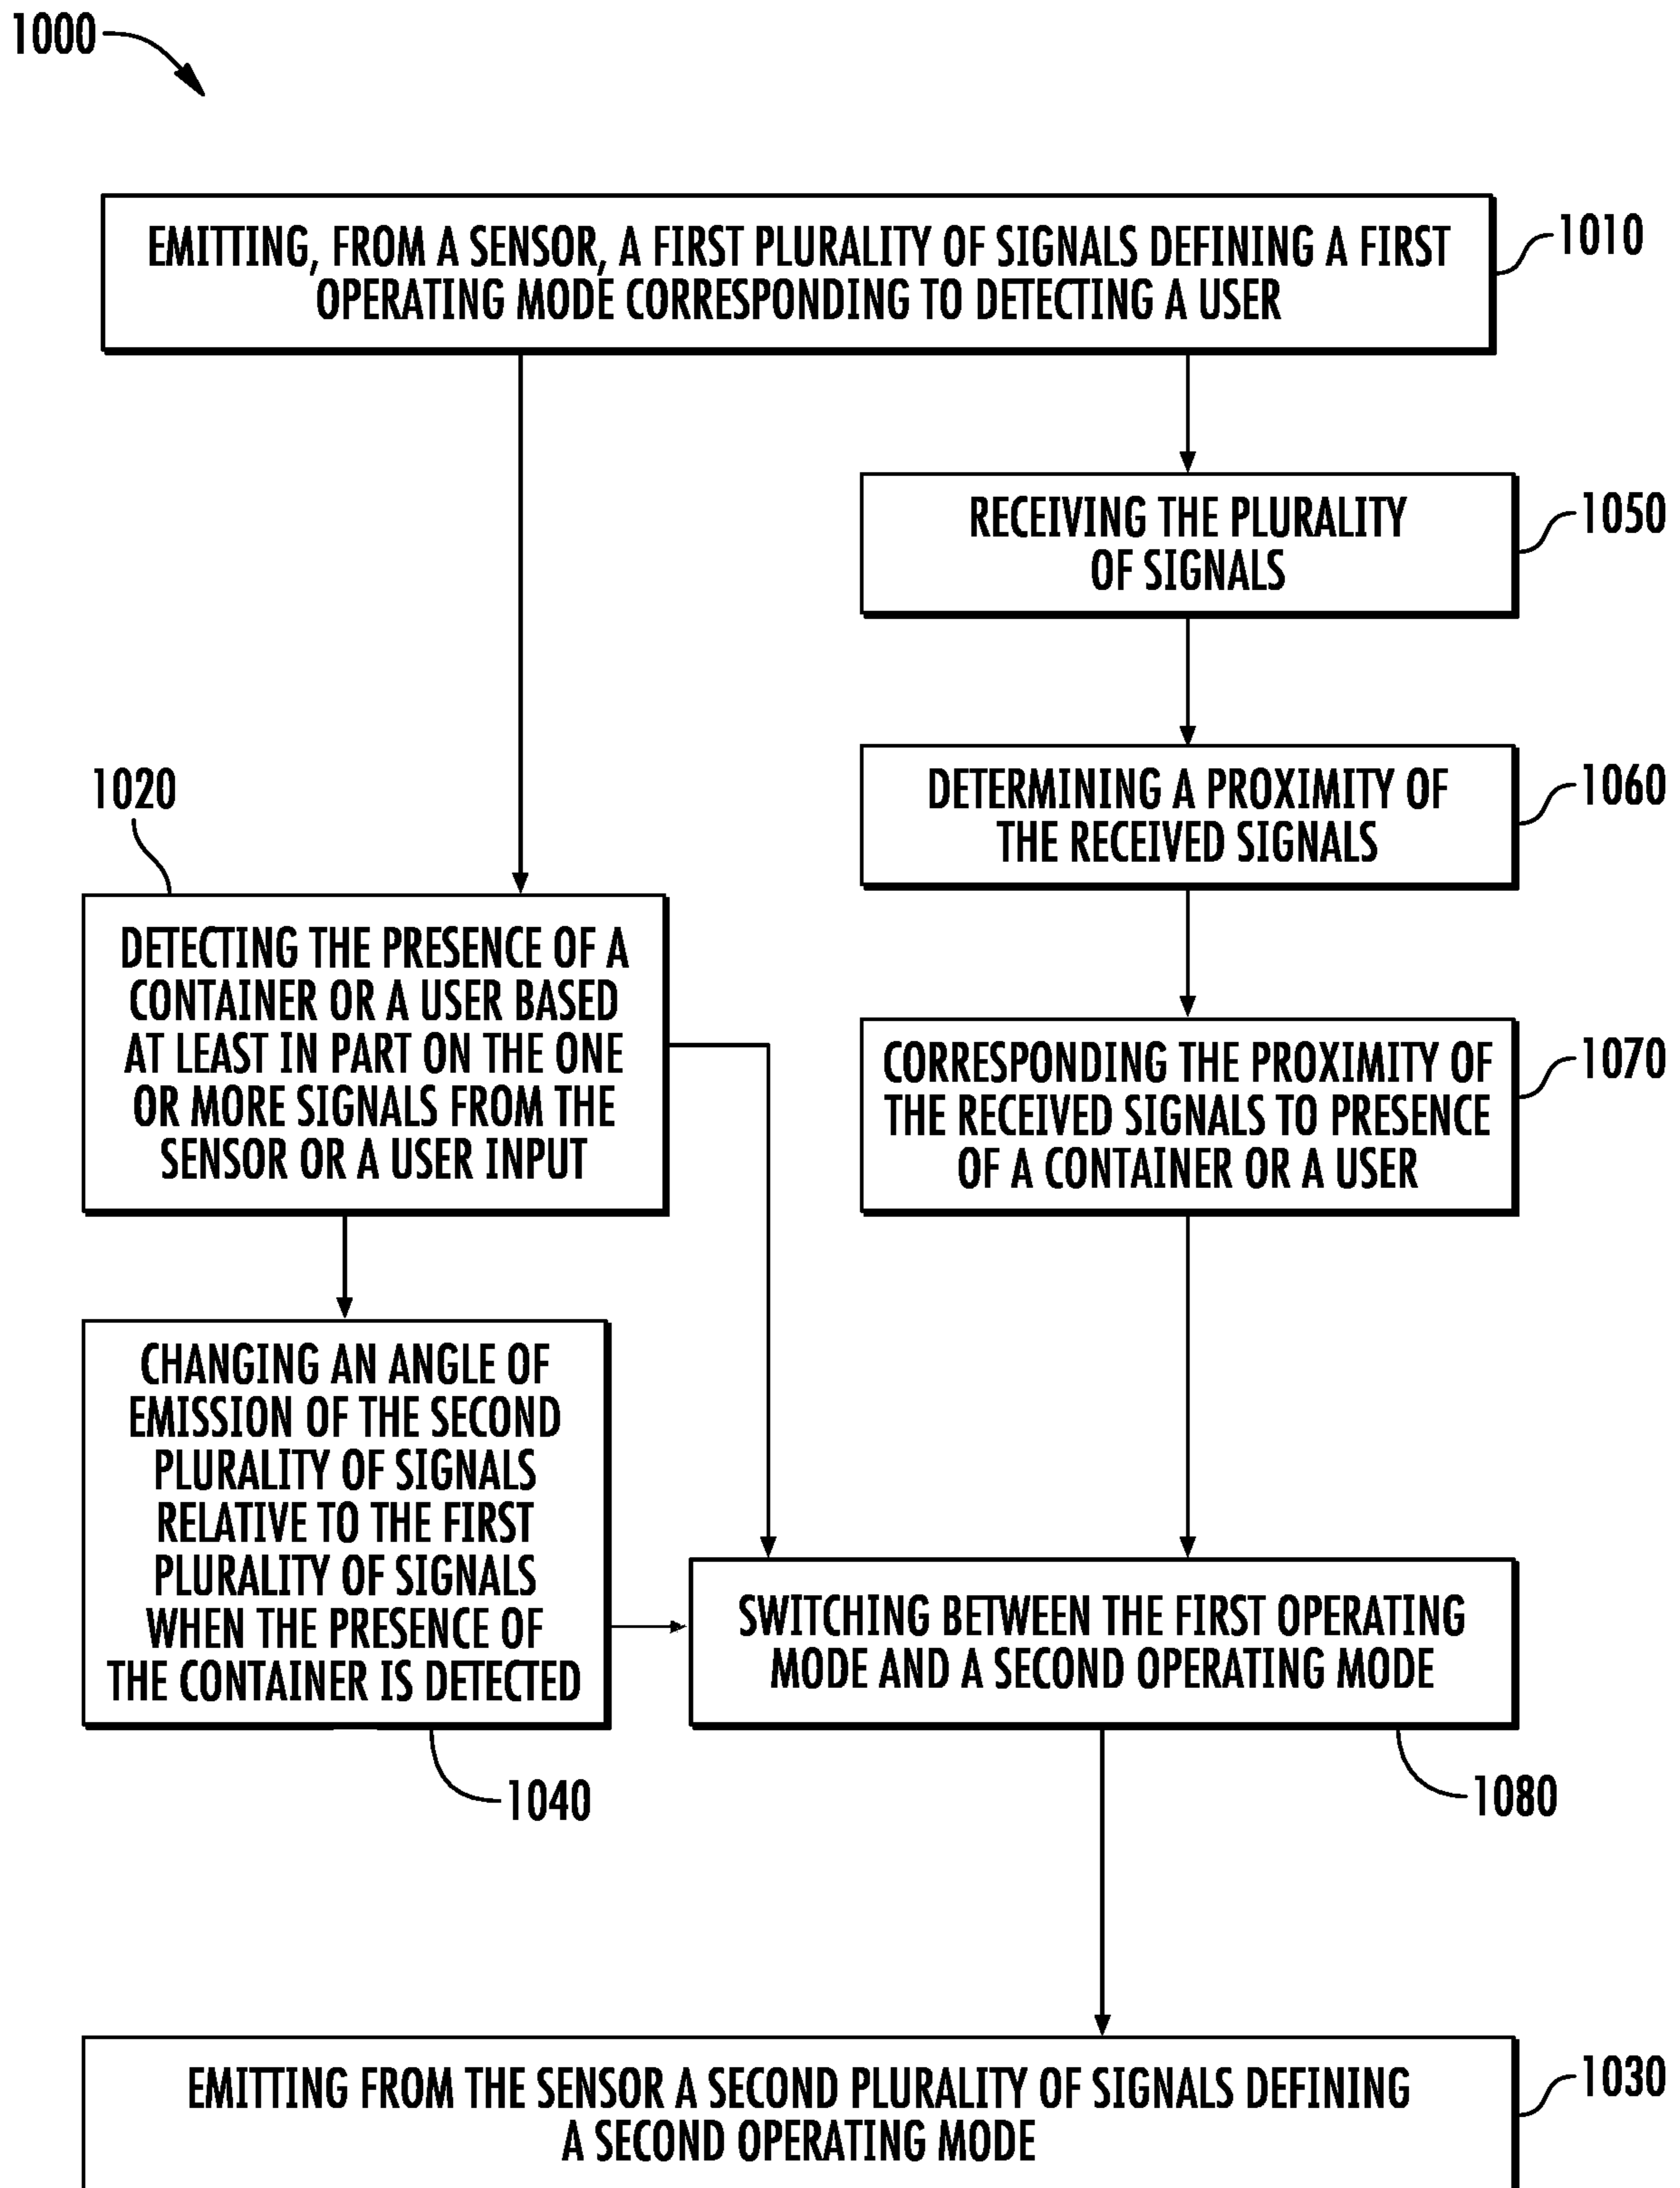 1000
EMITTING, FROM A SENSOR, A FIRST PLURALITY OF SIGNALS DEFINING A FIRST
OPERATING MODE CORRESPONDING TO DETECTING A USER
1010
RECEIVING THE PLURALITY
OF SIGNALS
1050
DETERMINING A PROXIMITY OF
THE RECEIVED SIGNALS
1060
1020
DETECTING THE PRESENCE OF A
CONTAINER OR A USER BASED
AT LEAST IN PART ON THE ONE
OR MORE SIGNALS FROM THE
SENSOR OR A USER INPUT
CORRESPONDING THE PROXIMITY OF
THE RECEIVED SIGNALS TO PRESENCE
OF A CONTAINER OR A USER
1070
CHANGING AN ANGLE OF
EMISSION OF THE SECOND
PLURALITY OF SIGNALS
RELATIVE TO THE FIRST
PLURALITY OF SIGNALS
WHEN THE PRESENCE OF
THE CONTAINER IS DETECTED
1040
SWITCHING BETWEEN THE FIRST OPERATING
MODE AND A SECOND OPERATING MODE
1080
EMITTING FROM THE SENSOR A SECOND PLURALITY OF SIGNALS DEFINING
A SECOND OPERATING MODE
1030